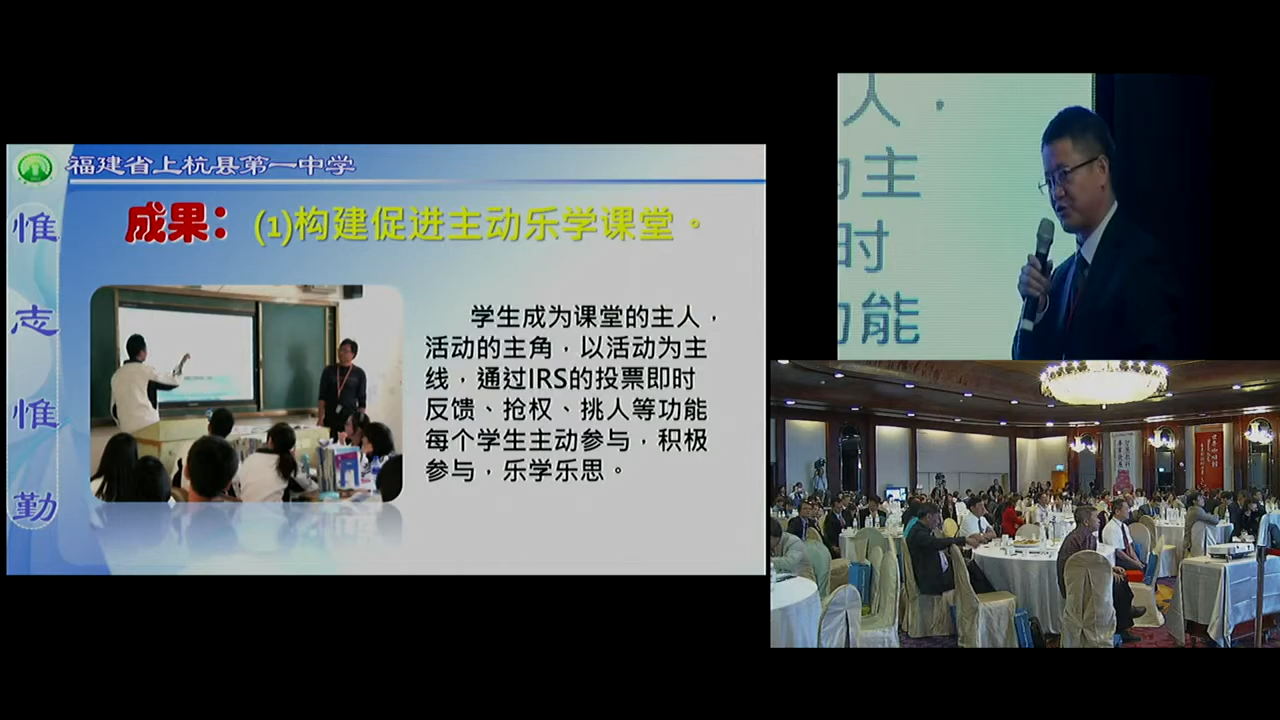 福建省上杭县第一中学
惟
志
惟
勤
成果：(1)构建促进主动乐学课堂。
学生成为课堂的主人，
活动的主角，以活动为主
线，通过IRS的投票即时
反馈、抢权、挑人等功能
每个学生主动参与，积极
参与，乐学乐思。
人，
为主
时
功能